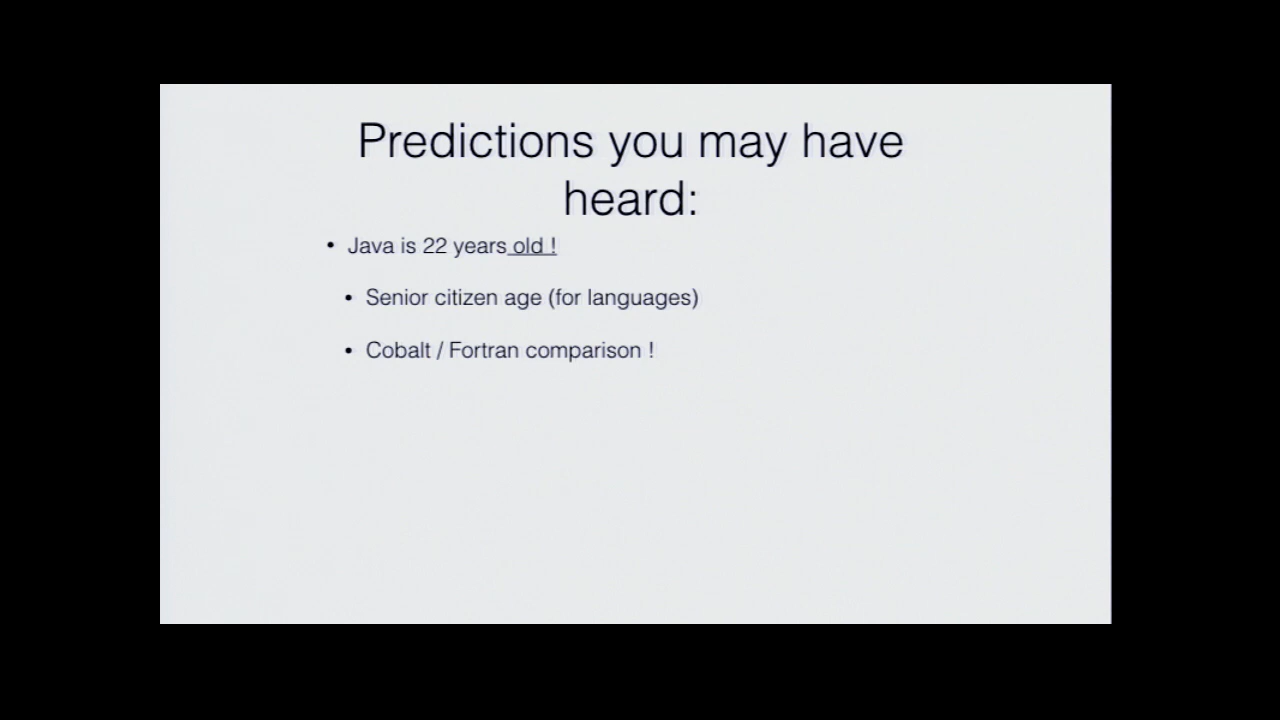 Predictions you may have
heard:
• Java is 22 years old !
• Senior citizen age (for languages)
• Cobalt / Fortran comparison !